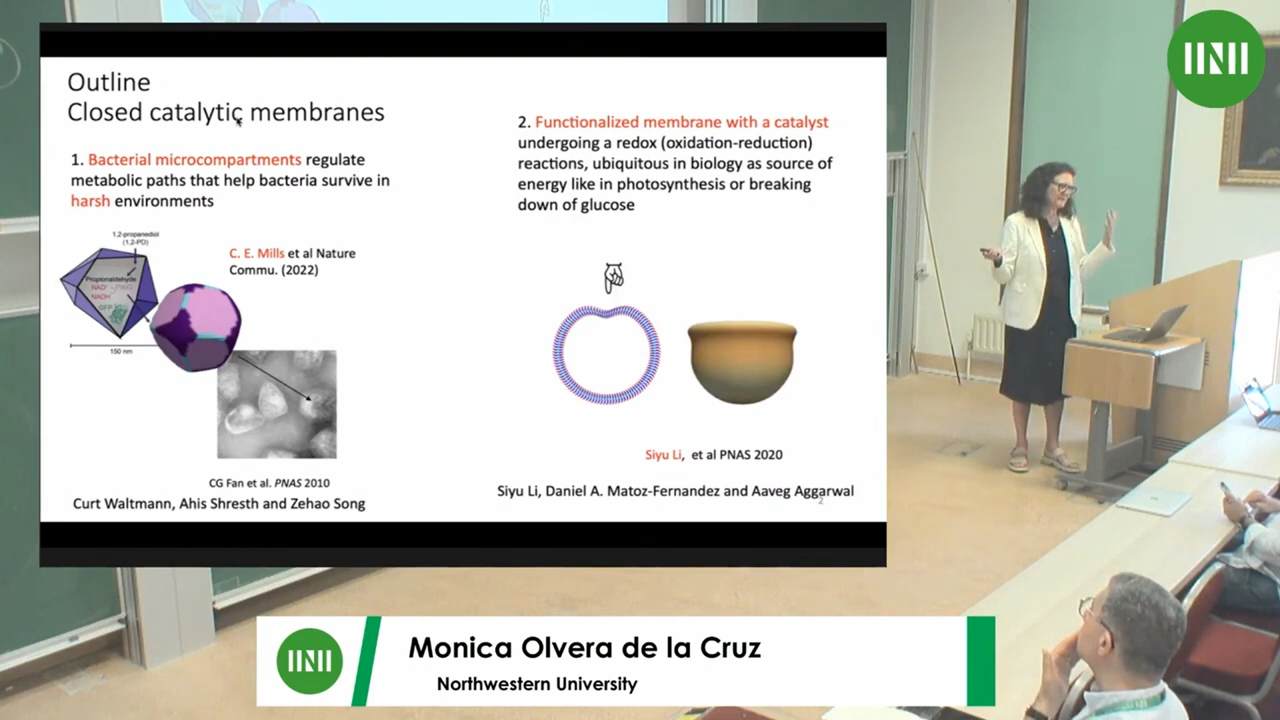 Outline
Closed catalytic membranes
1. Bacterial microcompartments regulate
metabolic paths that help bacteria survive in
harsh environments
1,2-propanediol
(1,2-PD)
Propionaldehyde
NADH
150 nm
C. E. Mills et al Nature
Commu. (2022)
CG Fan et al. PNAS 2010
Curt Waltmann, Ahis Shresth and Zehao Song
2. Functionalized membrane with a catalyst
undergoing a redox (oxidation-reduction)
reactions, ubiquitous in biology as source of
energy like in photosynthesis or breaking
down of glucose
Siyu Li, et al PNAS 2020
Siyu Li, Daniel A. Matoz-Fernandez and Aaveg Aggarwal
2
Monica Olvera de la Cruz
Northwestern University